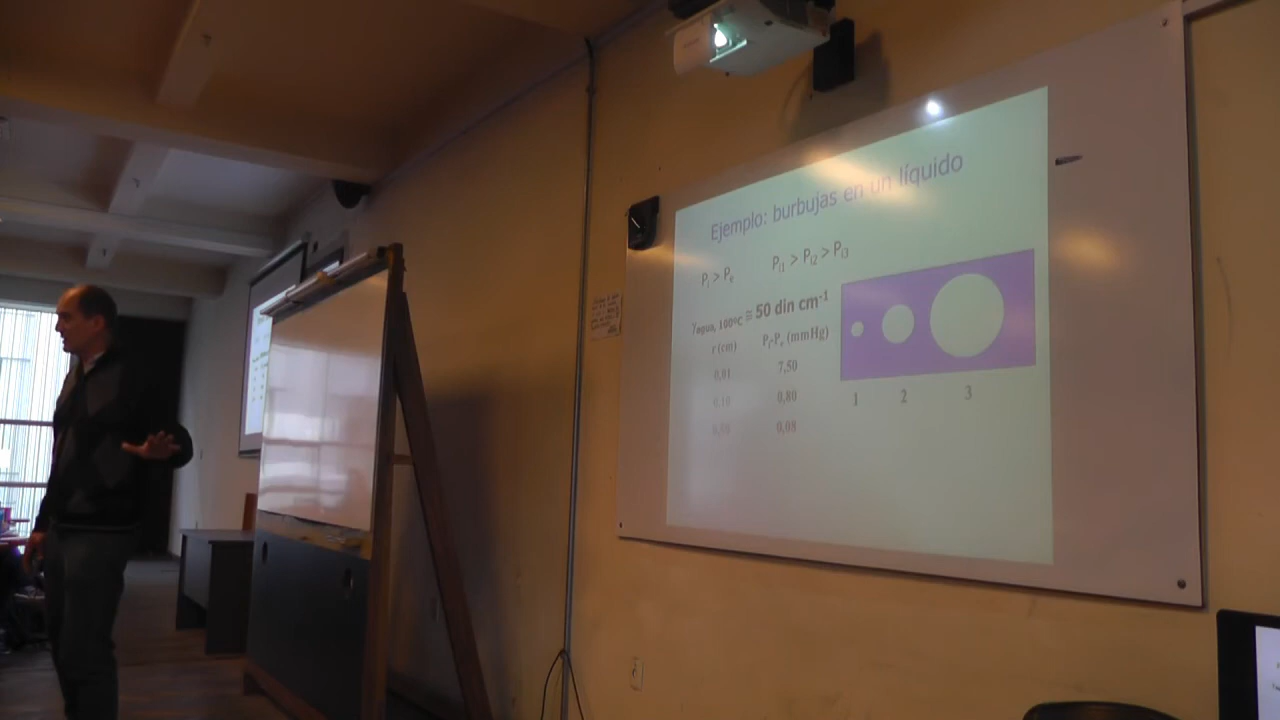 Ejemplo: burbujas en un líquido
Pi > Pe
Pi1 > Pi2 > Pi3
γagua, 100ºC ≅ 50 din cm-1
r (cm) Pi-Pe (mmHg)
0,01 7,50
0,10 0,80
0,08
1 2 3